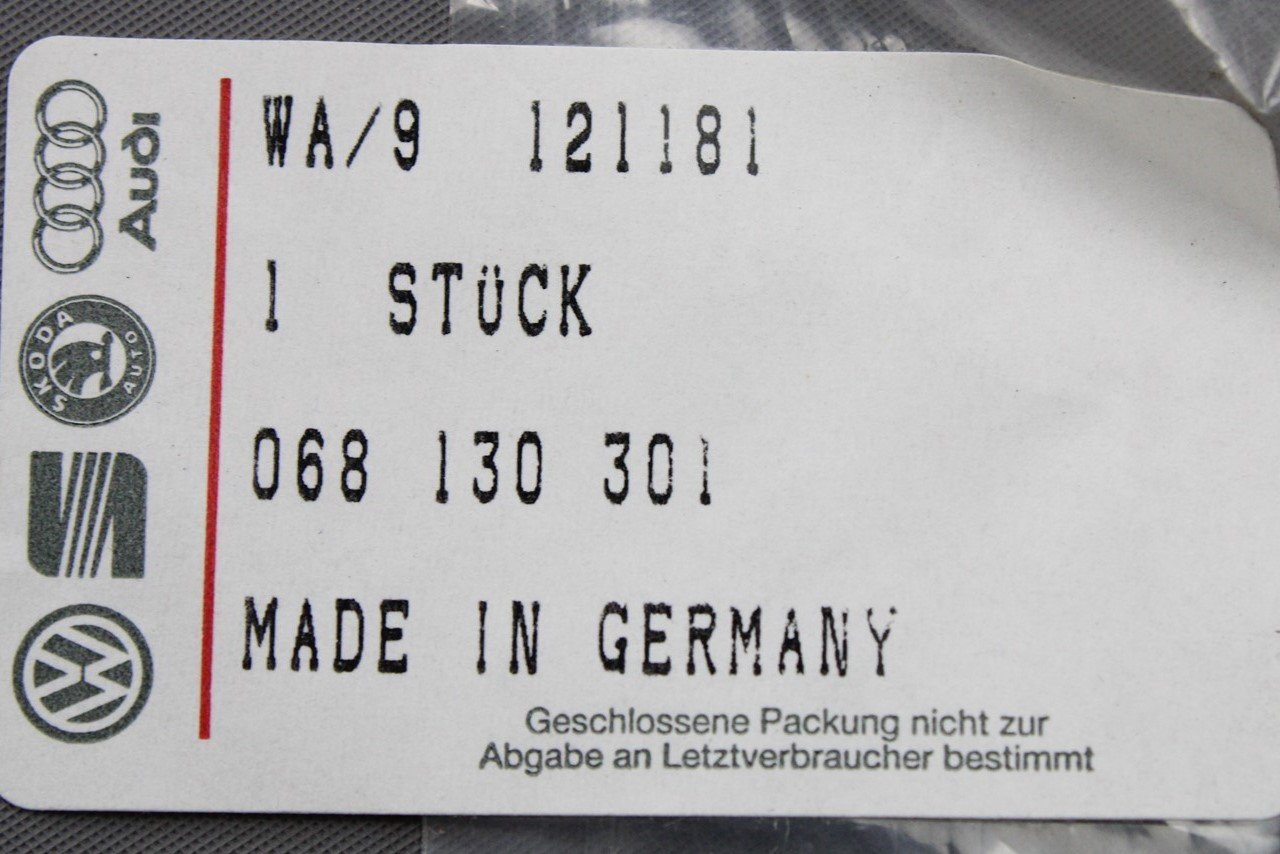 Audi
SKODA
AUTO
WA/9 121181
1 STÜCK
068 130 301
MADE IN GERMANY
Geschlossene Packung nicht zur
Abgabe an Letztverbraucher bestimmt